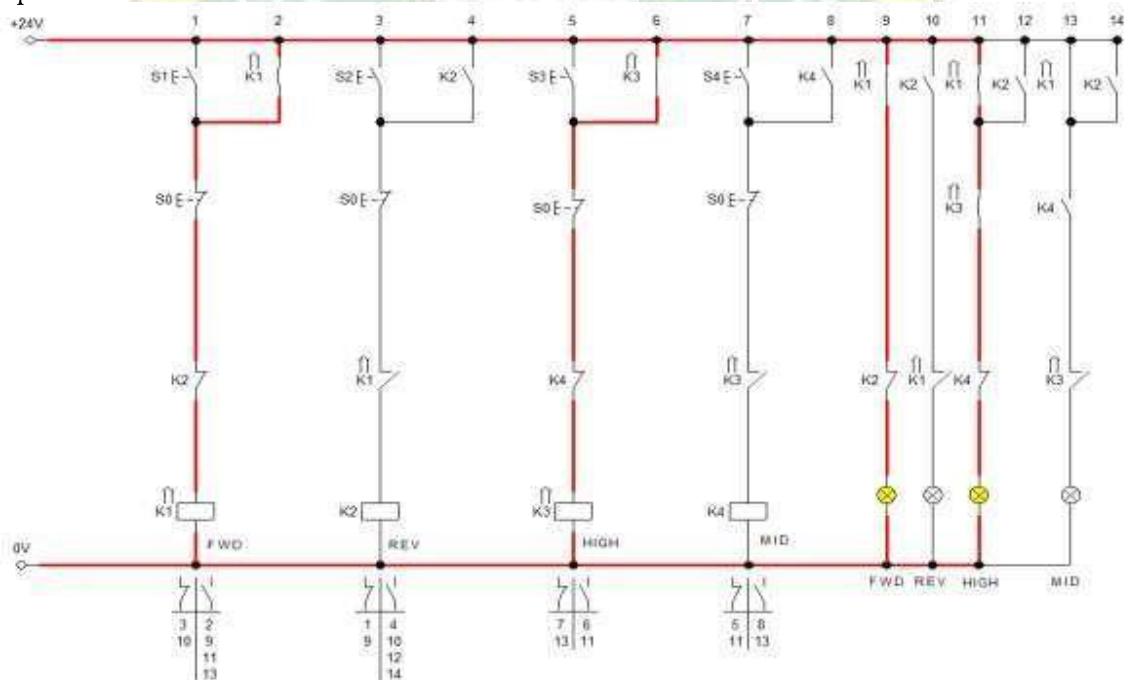 1 2 3 4 5 6 7 8 9 10 11 12 13 14
+24V
S1 K1 S2 K2 S3 K3 S4 K4 K1 K2 K1 K2 K1 K2
S0 S0 S0 S0 K3 K4
K2 K1 K4 K3 K2 K1 K4 K3
K1 K2 K3 K4
FWD REV HIGH MID
0V
FWD REV HIGH MID
3 2 1 4 7 6 5 8
10 9 9 10 13 11 11 13
11 12
13 14